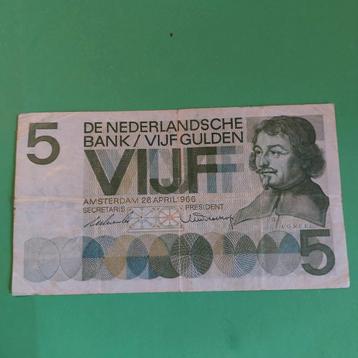 5
DE NEDERLANDSCHE
BANK / VIJF GULDEN
VIJF
AMSTERDAM 26 APRIL 1966
SECRETARIS PRESIDENT
5